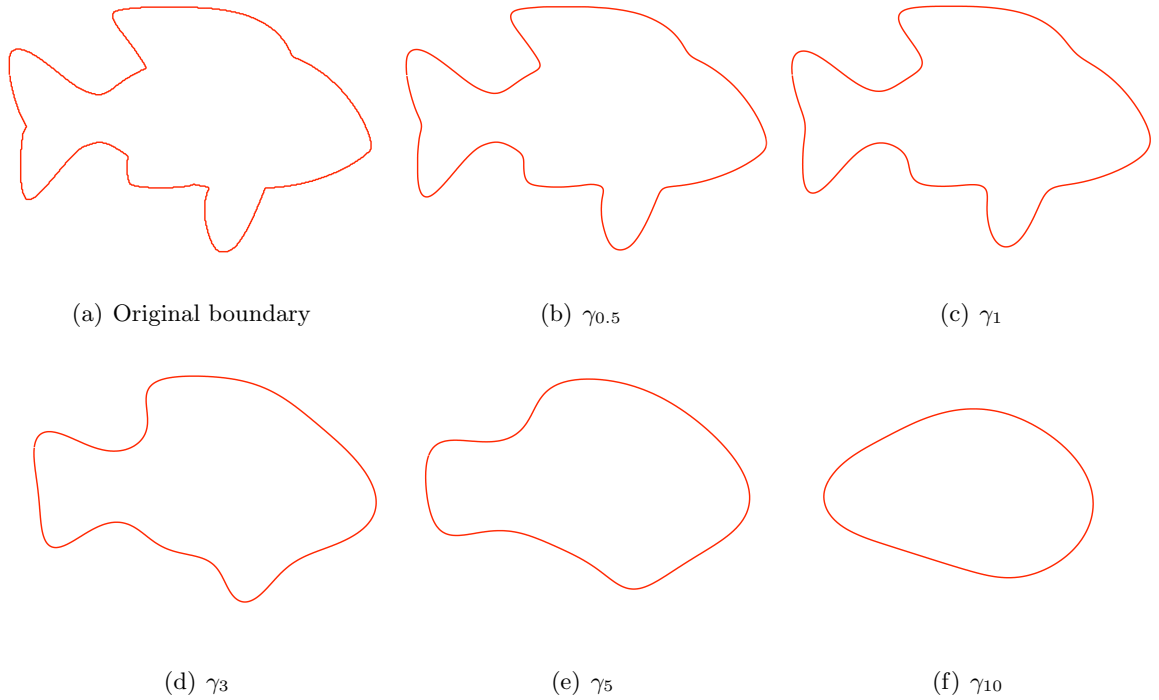 (a) Original boundary
(b) γ0.5
(c) γ1
(d) γ3
(e) γ5
(f) γ10